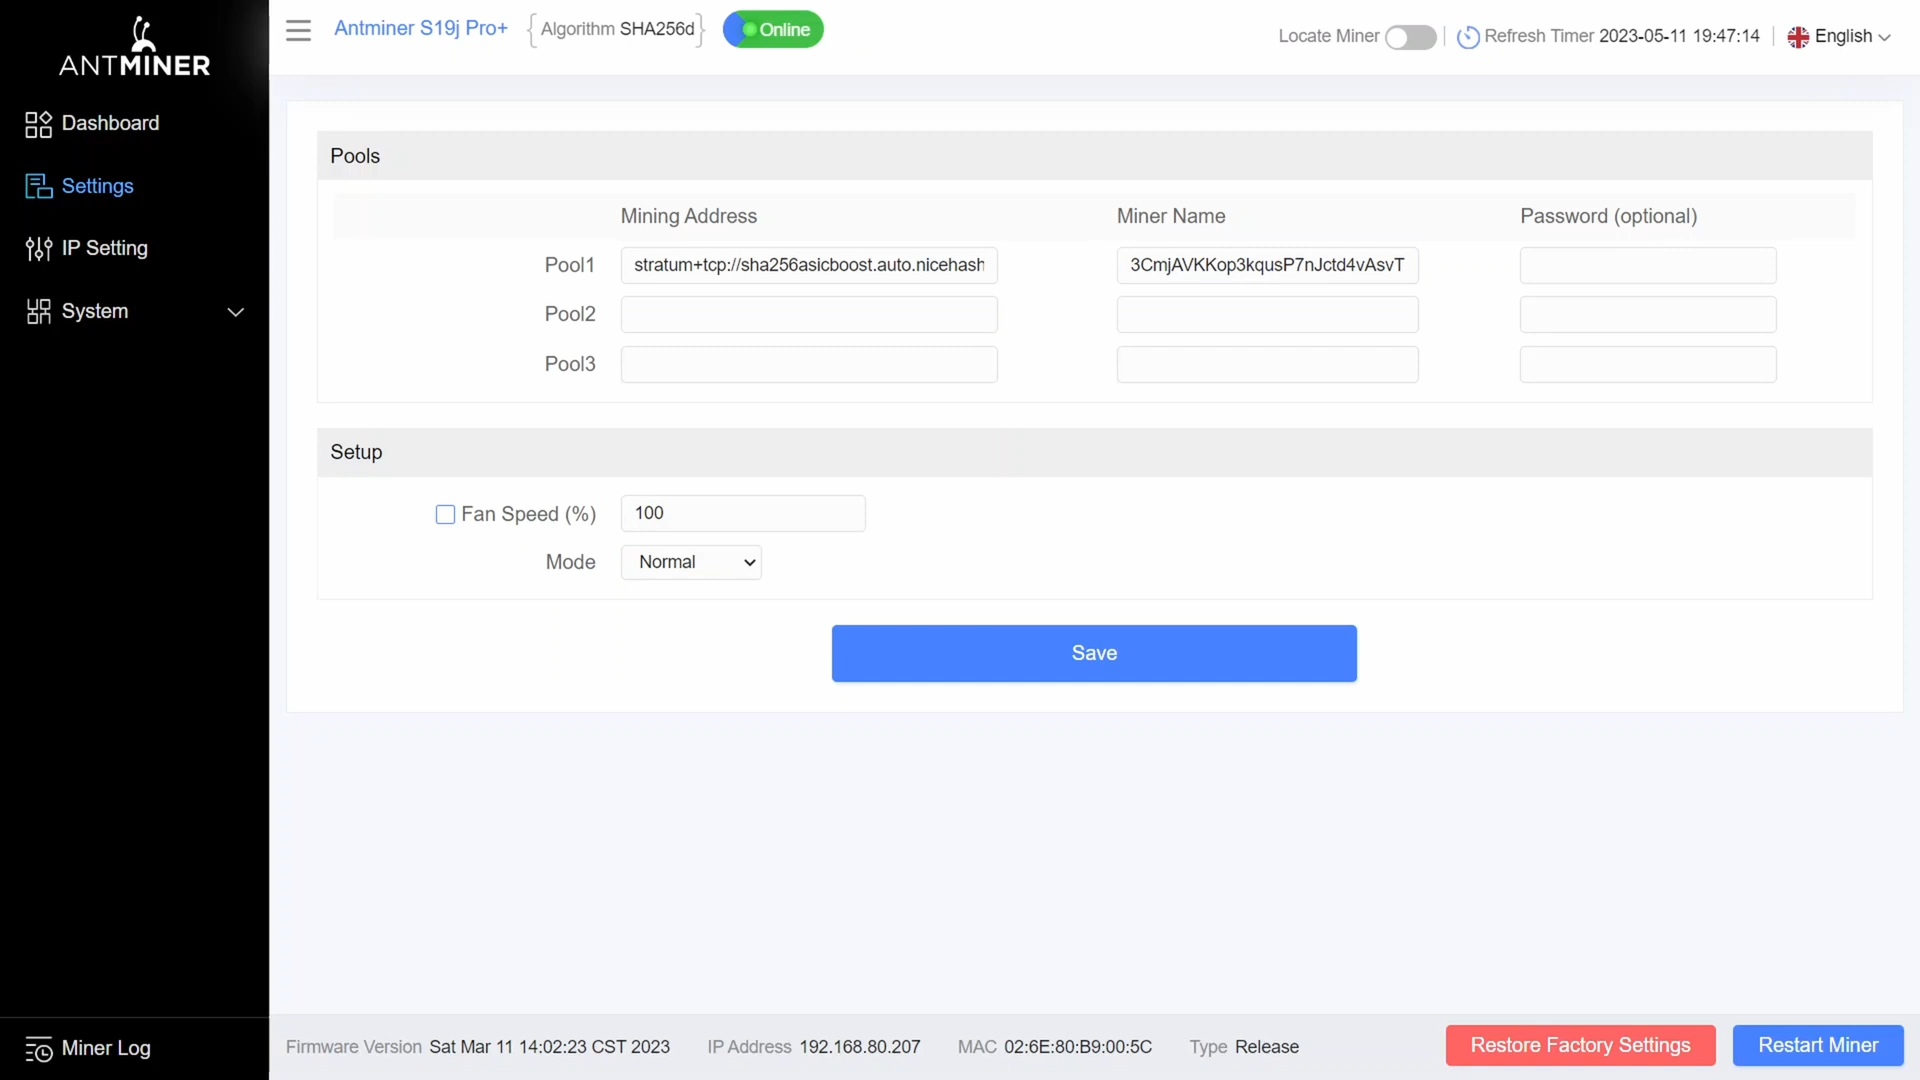 ANTMINER
Antminer S19j Pro+
Algorithm SHA256d
Online
Locate Miner
Refresh Timer 2023-05-11 19:47:14
English
Dashboard
Settings
IP Setting
System
Pools
Mining Address Miner Name Password (optional)
Pool1 stratum+tcp://sha256asicboost.auto.nicehash 3CmjAVKKop3kqusP7nJctd4vAsvT
Pool2
Pool3
Setup
Fan Speed (%) 100
Mode Normal
Save
Miner Log
Firmware Version Sat Mar 11 14:02:23 CST 2023 IP Address 192.168.80.207 MAC 02:6E:80:B9:00:5C Type Release
Restore Factory Settings
Restart Miner